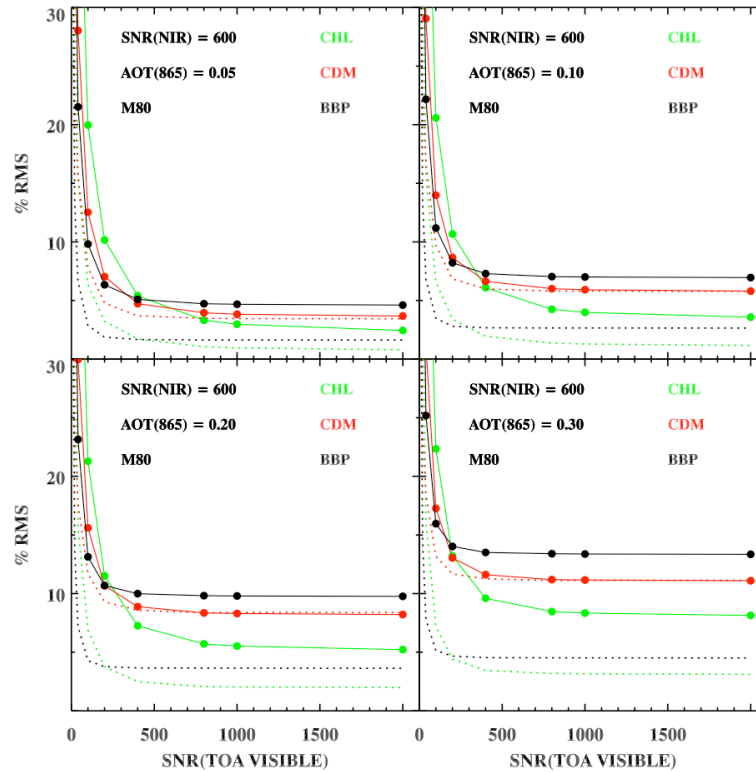 30
SNR(NIR) = 600 CHL
SNR(NIR) = 600 CHL
AOT(865) = 0.05 CDM
AOT(865) = 0.10 CDM
M80 BBP
M80 BBP
20
% RMS
10
30
SNR(NIR) = 600 CHL
SNR(NIR) = 600 CHL
AOT(865) = 0.20 CDM
AOT(865) = 0.30 CDM
M80 BBP
M80 BBP
20
% RMS
10
0 500 1000 1500
0 500 1000 1500
SNR(TOA VISIBLE)
SNR(TOA VISIBLE)